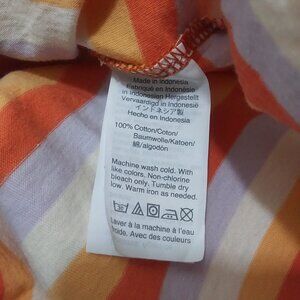 Made in Indonesia
Fabriqué en Indonésie
in Indonesien Hergestellt
Vervaardigd in Indonesië
インドネシア製
Hecho en Indonesia
100% Cotton/Coton/
Baumwolle/Katoen/
綿/algodón
Machine wash cold. With
like colors. Non-chlorine
bleach only. Tumble dry
low. Warm iron as needed.
Laver à la machine à eau
froide. Avec des couleurs